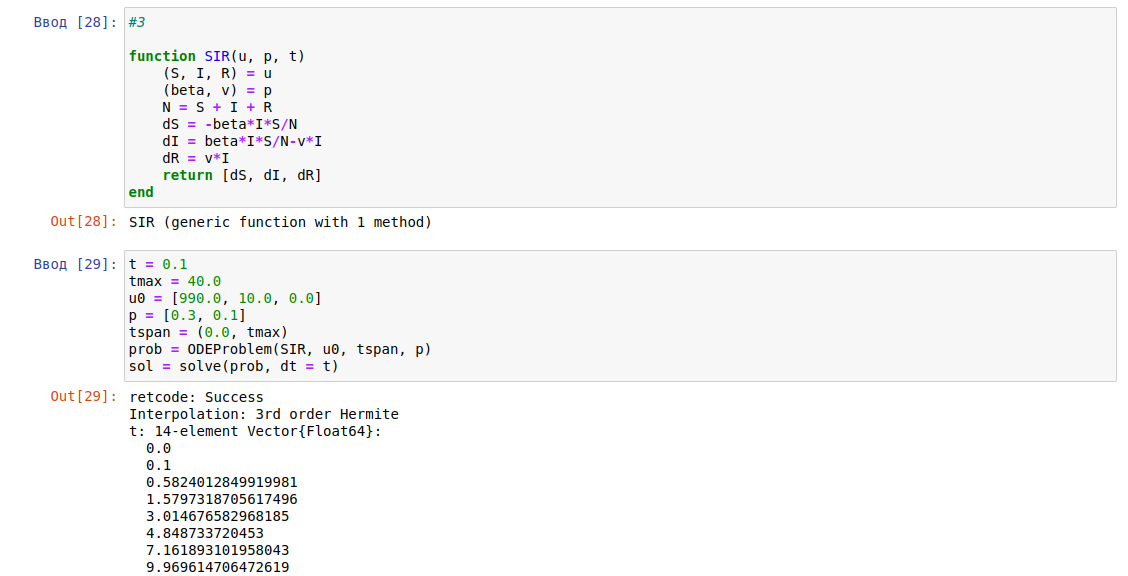 Ввод [28]: #3
function SIR(u, p, t)
    (S, I, R) = u
    (beta, v) = p
    N = S + I + R
    dS = -beta*I*S/N
    dI = beta*I*S/N-v*I
    dR = v*I
    return [dS, dI, dR]
end
Out[28]: SIR (generic function with 1 method)
Ввод [29]: t = 0.1
tmax = 40.0
u0 = [990.0, 10.0, 0.0]
p = [0.3, 0.1]
tspan = (0.0, tmax)
prob = ODEProblem(SIR, u0, tspan, p)
sol = solve(prob, dt = t)
Out[29]: retcode: Success
Interpolation: 3rd order Hermite
t: 14-element Vector{Float64}:
  0.0
  0.1
  0.5824012849919981
  1.5797318705617496
  3.014676582968185
  4.848733720453
  7.161893101958043
  9.969614706472619